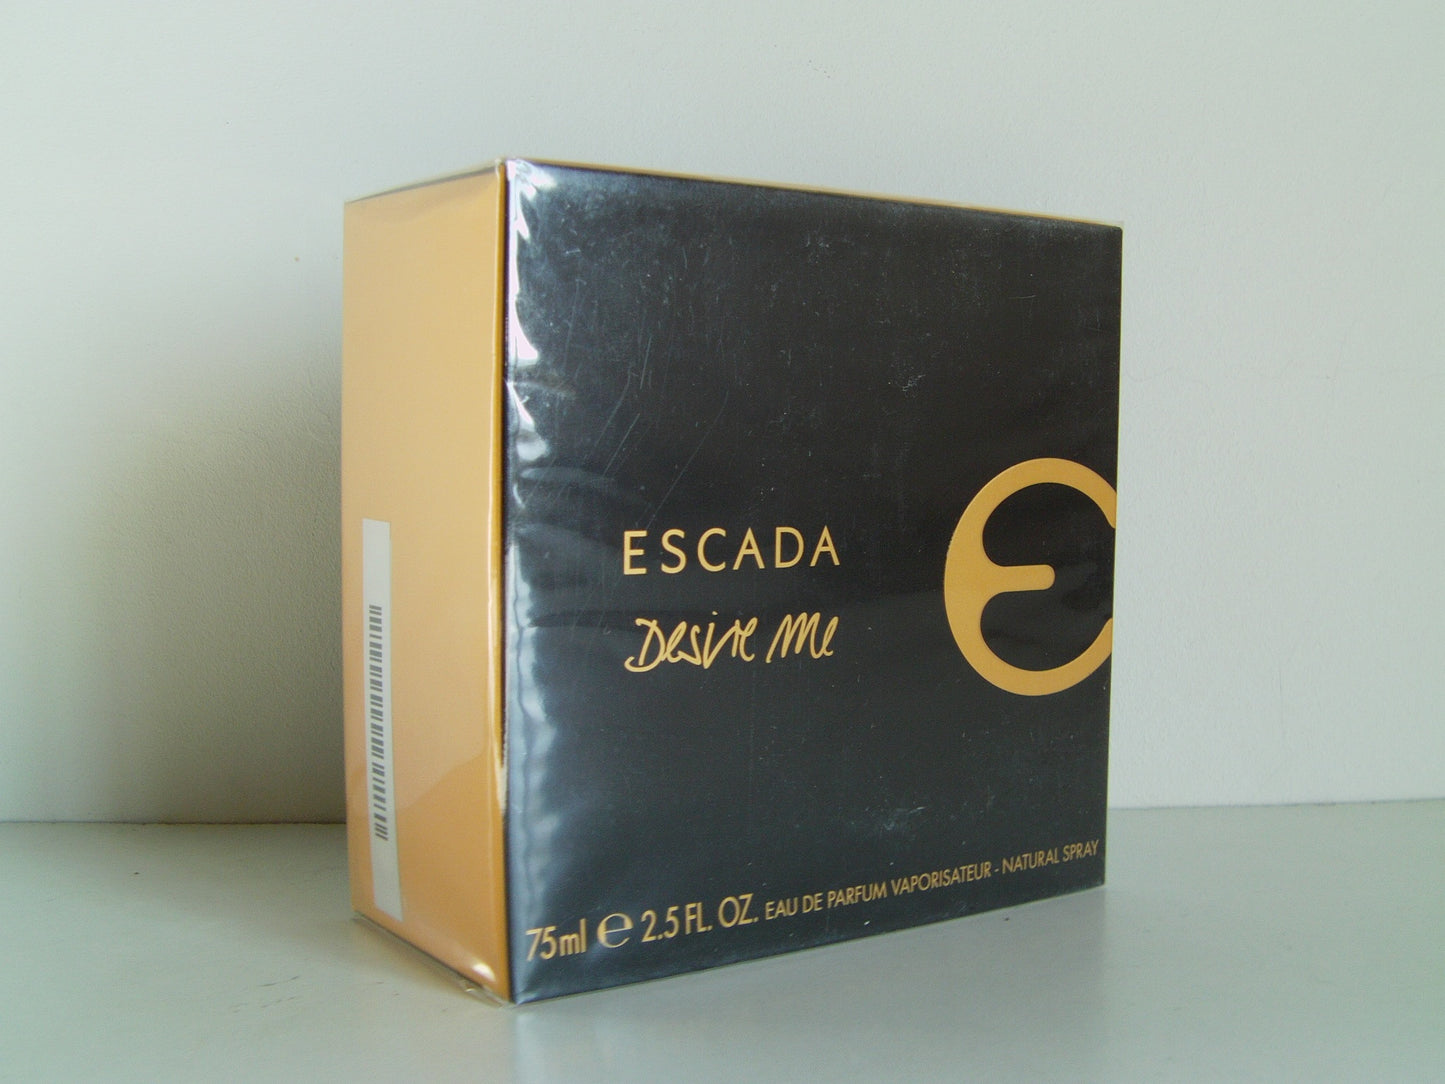 ESCADA
Desire Me
75ml ℮ 2.5 FL. OZ. EAU DE PARFUM VAPORISATEUR - NATURAL SPRAY